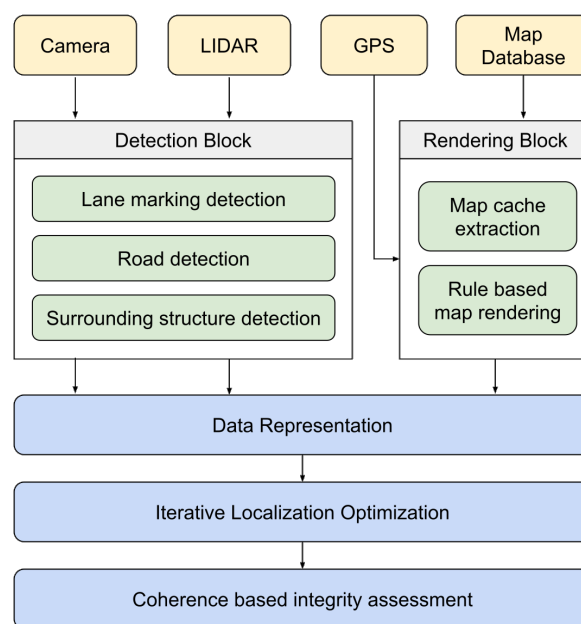 Camera
LIDAR
GPS
Map
Database
Detection Block
Rendering Block
Lane marking detection
Road detection
Surrounding structure detection
Map cache
extraction
Rule based
map rendering
Data Representation
Iterative Localization Optimization
Coherence based integrity assessment